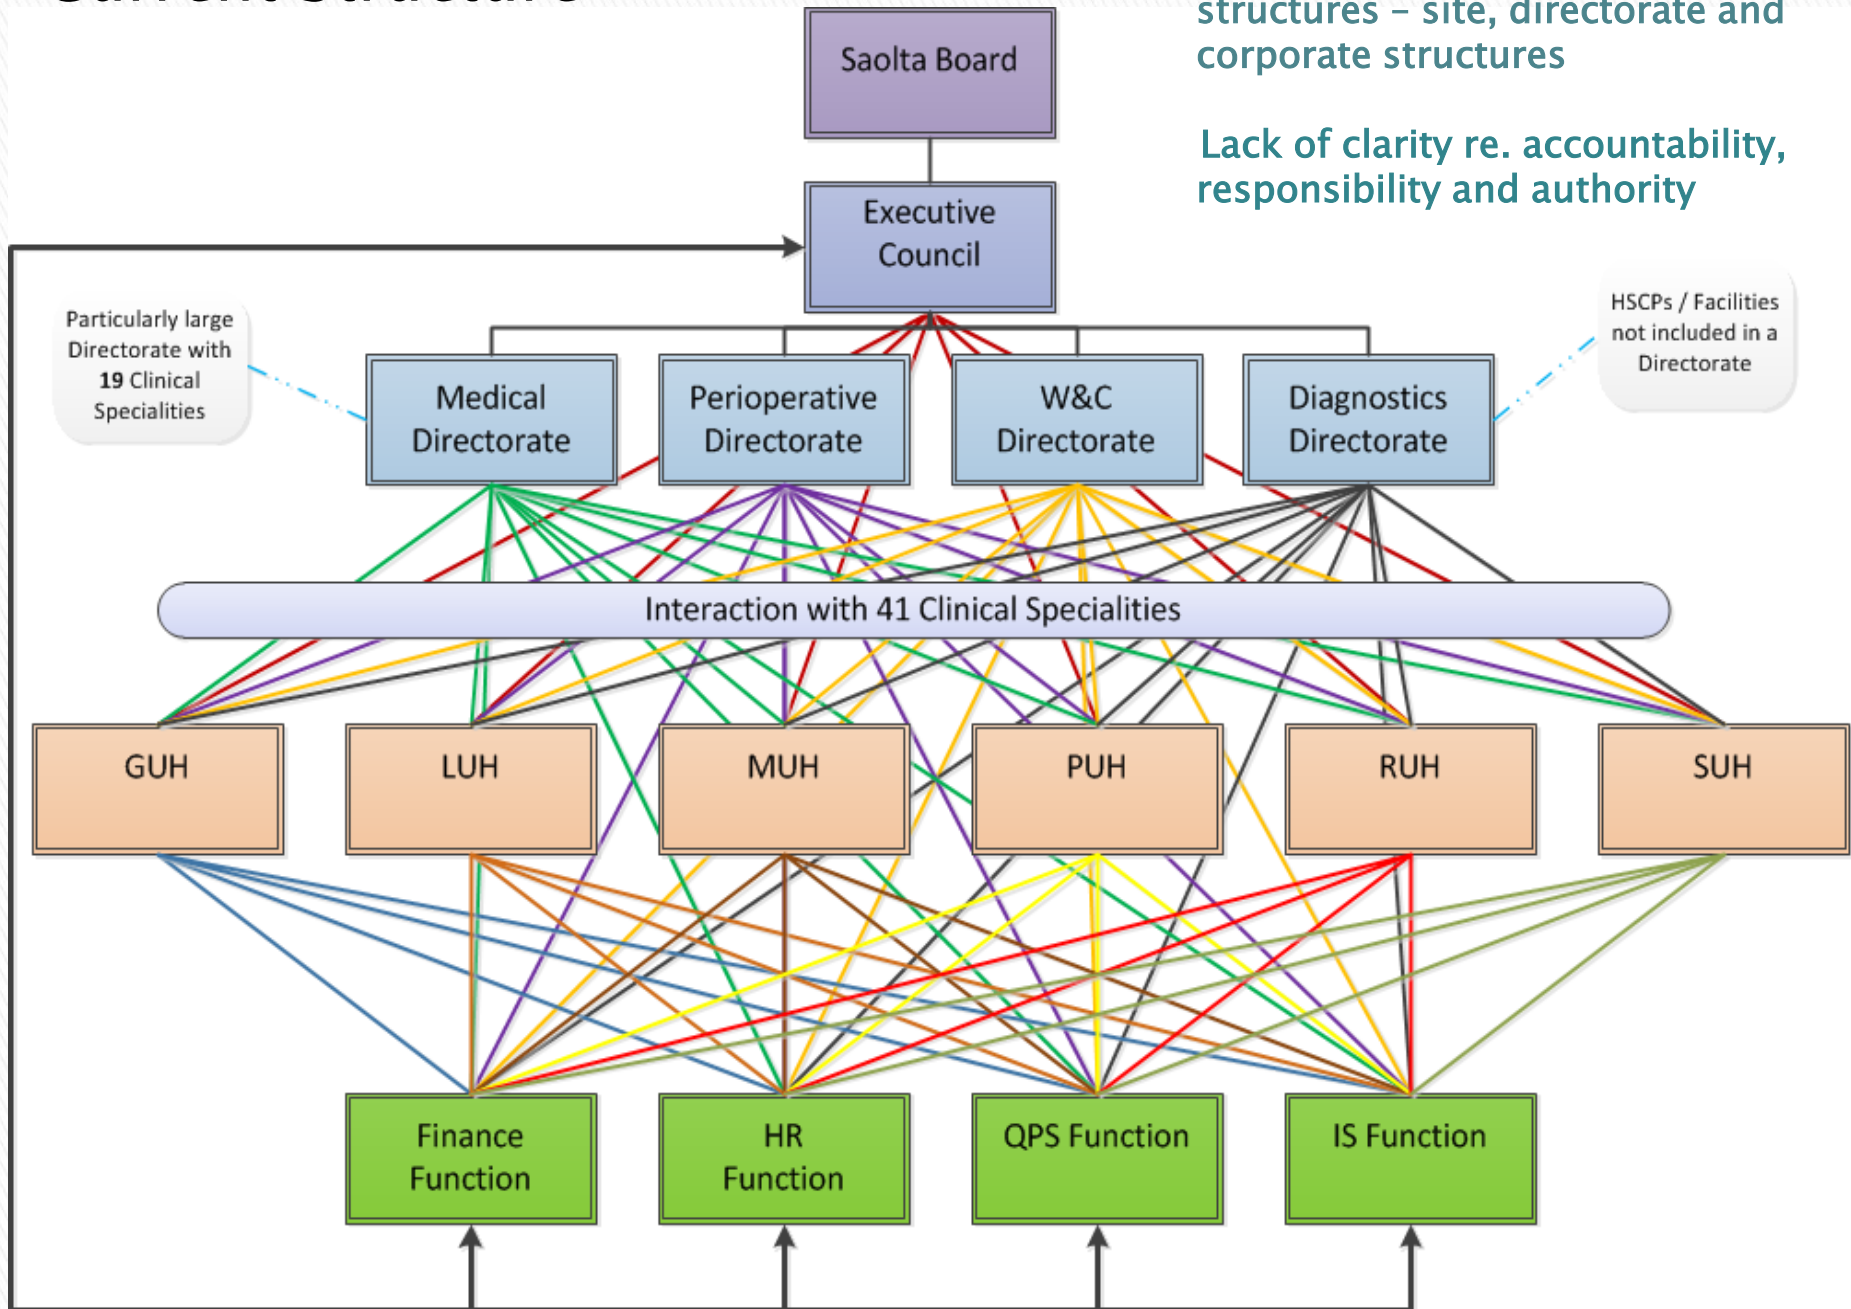 Current Structure
structures – site, directorate and
corporate structures
Lack of clarity re. accountability,
responsibility and authority
Saolta Board
Executive
Council
Particularly large
Directorate with
19 Clinical
Specialities
HSCPs / Facilities
not included in a
Directorate
Medical
Directorate
Perioperative
Directorate
W&C
Directorate
Diagnostics
Directorate
Interaction with 41 Clinical Specialities
GUH
LUH
MUH
PUH
RUH
SUH
Finance
Function
HR
Function
QPS Function
IS Function